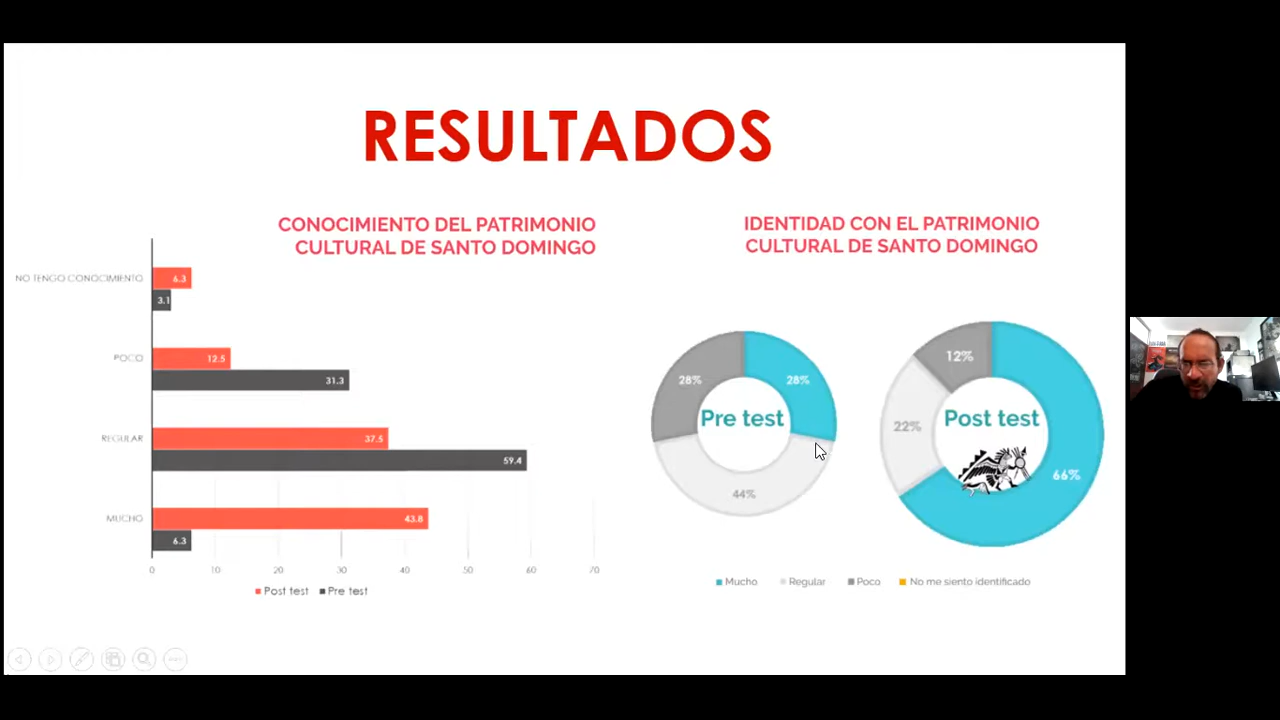 RESULTADOS
CONOCIMIENTO DEL PATRIMONIO
CULTURAL DE SANTO DOMINGO
NO TENGO CONOCIMIENTO
6.3
3.1
POCO
12.5
31.3
REGULAR
37.5
59.4
MUCHO
43.8
6.3
0 10 20 30 40 50 60 70
Post test Pre test
IDENTIDAD CON EL PATRIMONIO
CULTURAL DE SANTO DOMINGO
28% 28%
Pre test
44%
12%
Post test
22%
66%
Mucho Regular Poco No me siento identificado